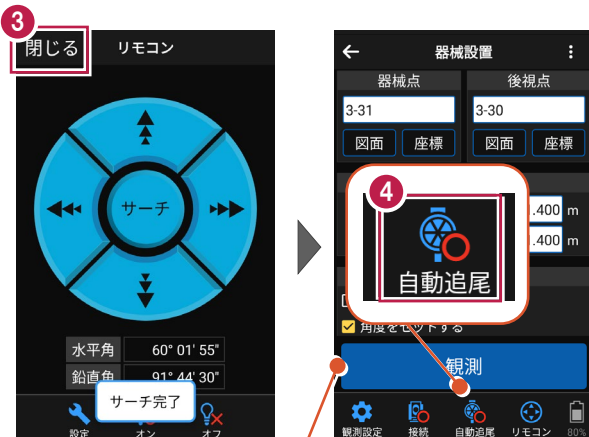 3
閉じる リモコン
サーチ
水平角 60° 01' 55"
鉛直角 91° 44' 30"
サーチ完了
設定 オン オフ
器械設置
器械点 後視点
3-31 3-30
図面 座標 図面 座標
4
自動追尾
.400 m
.400 m
角度をセットする
観測
観測設定 接続 自動追尾 リモコン 80%